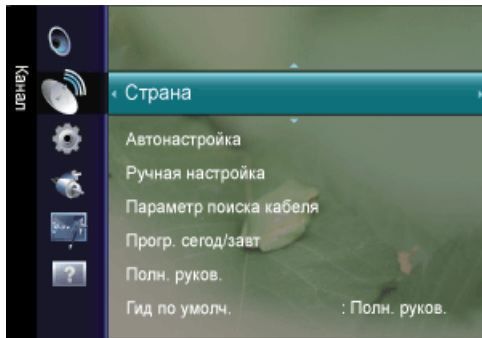 Канал
Страна
Автонастройка
Ручная настройка
Параметр поиска кабеля
Прогр. сегод/завт
Полн. руков.
Гид по умолч. : Полн. руков.
?